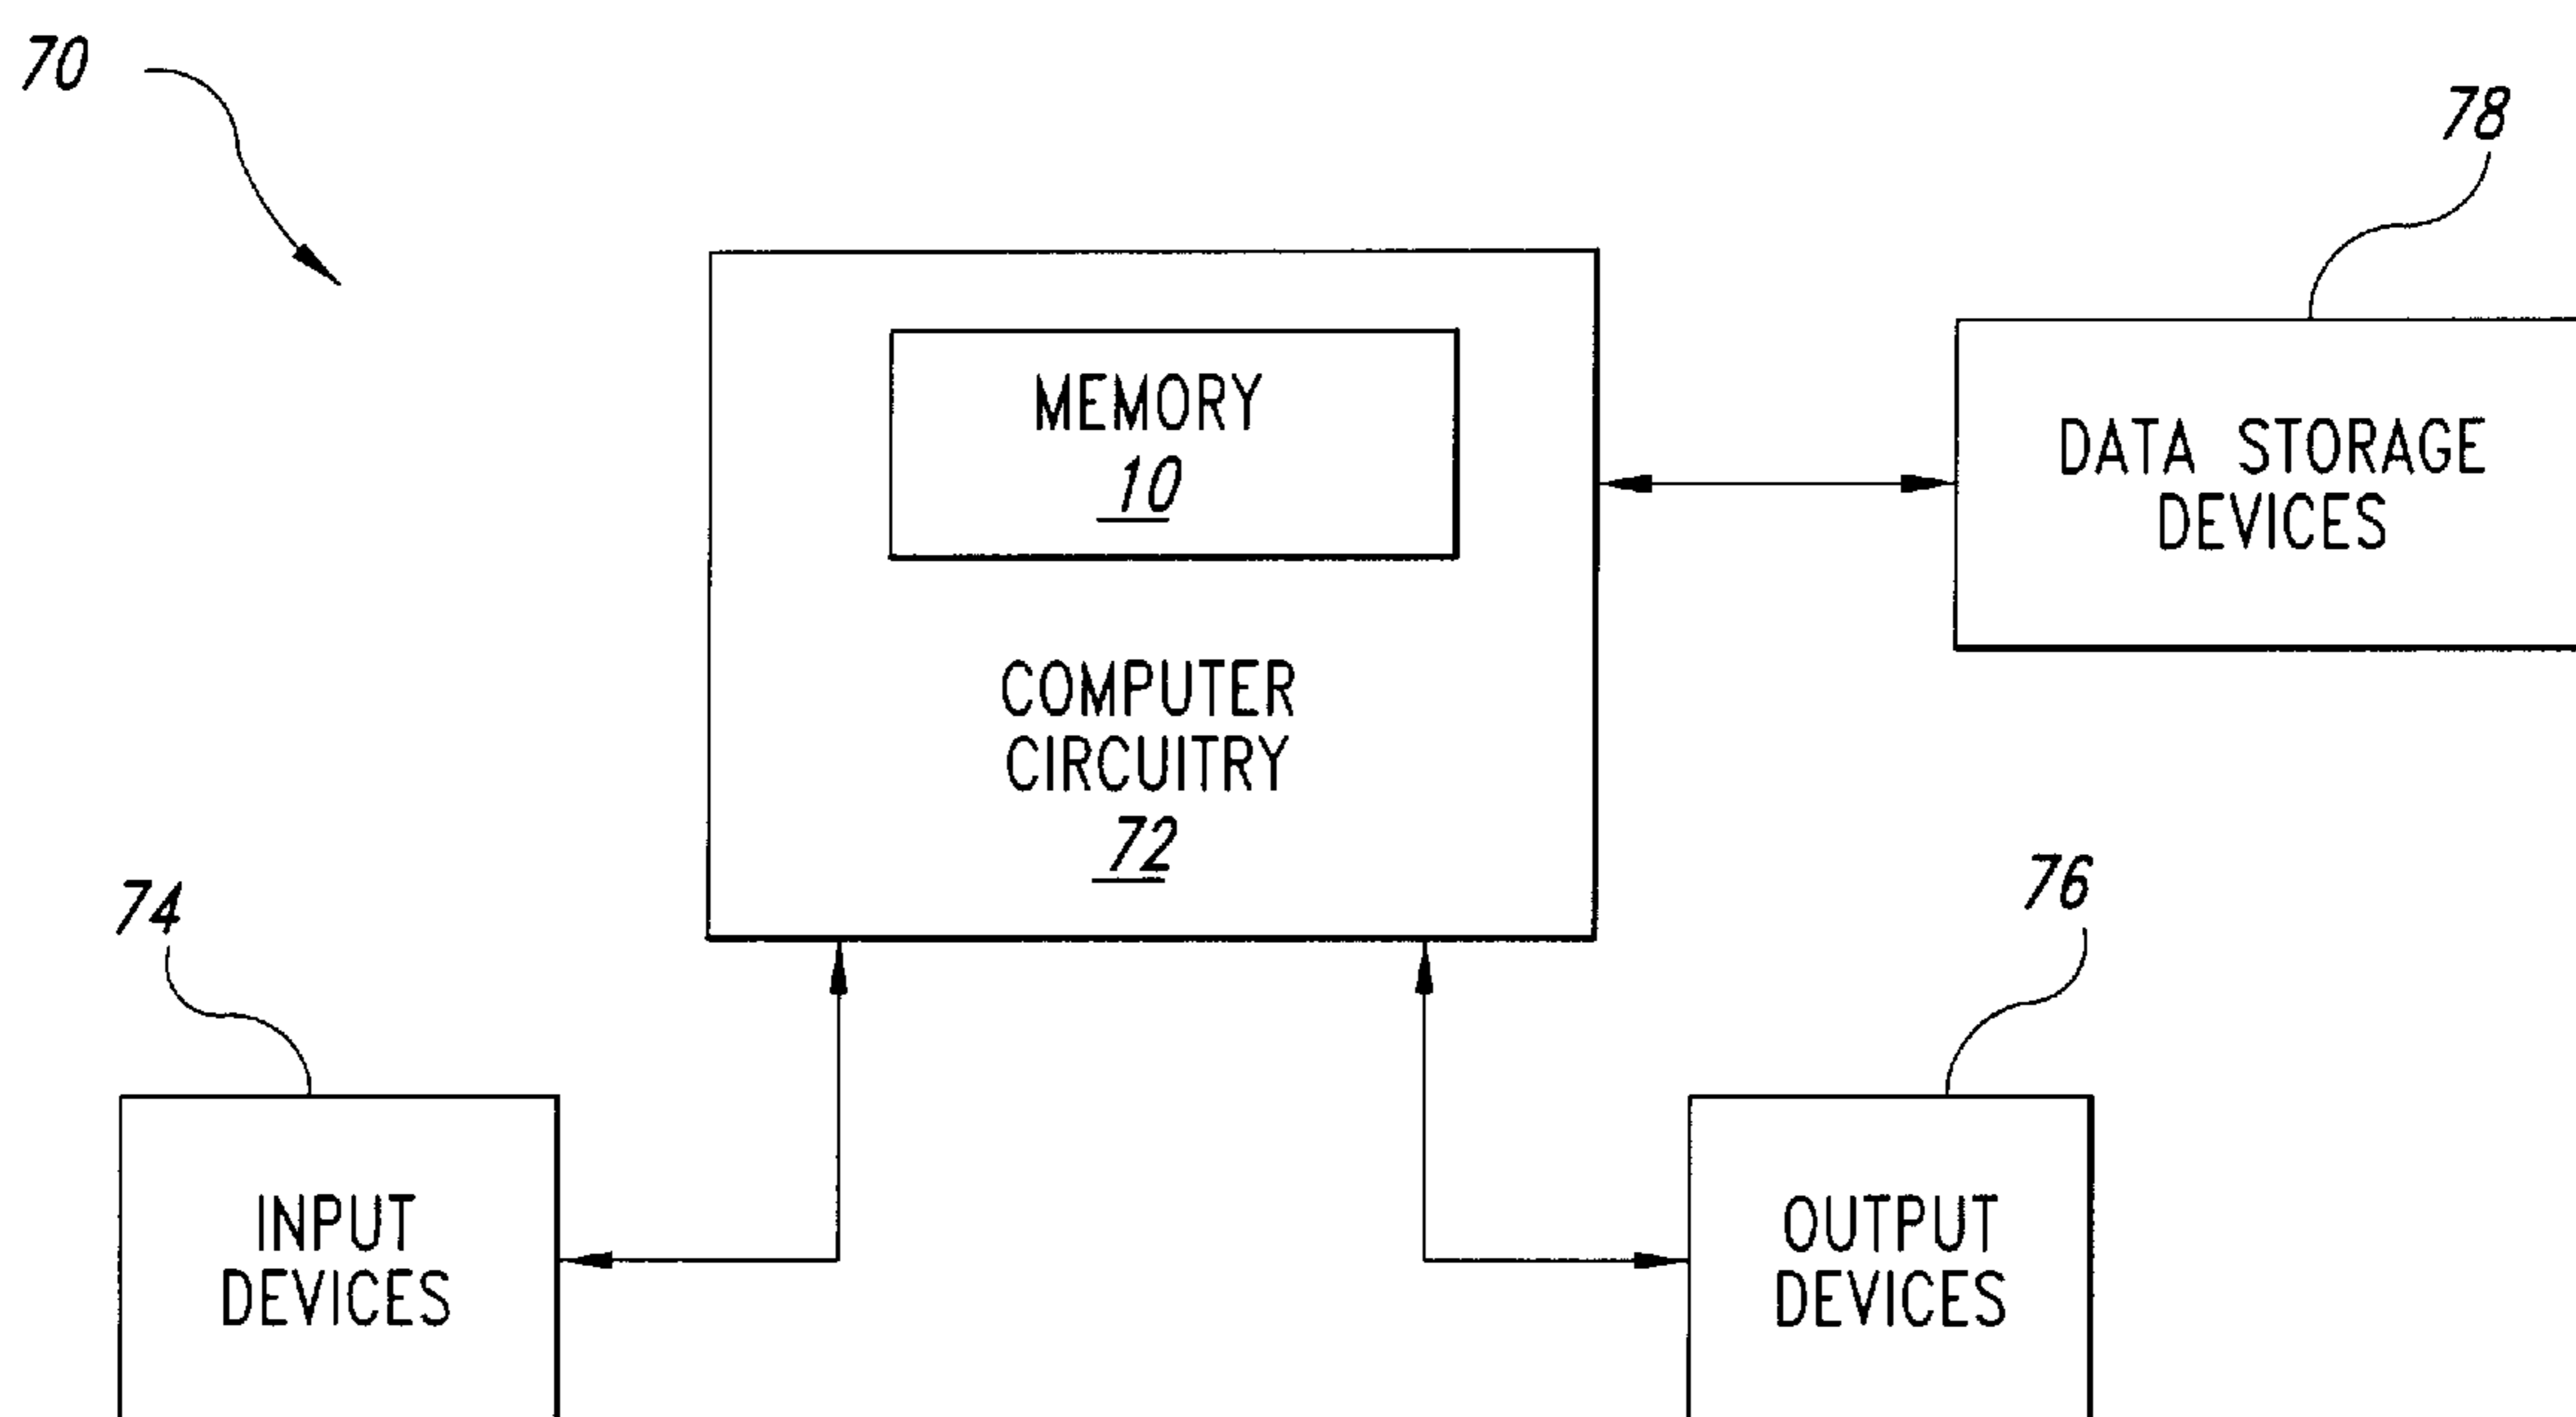 70
78
MEMORY
10
DATA STORAGE
DEVICES
COMPUTER
CIRCUITRY
72
74
76
INPUT
DEVICES
OUTPUT
DEVICES